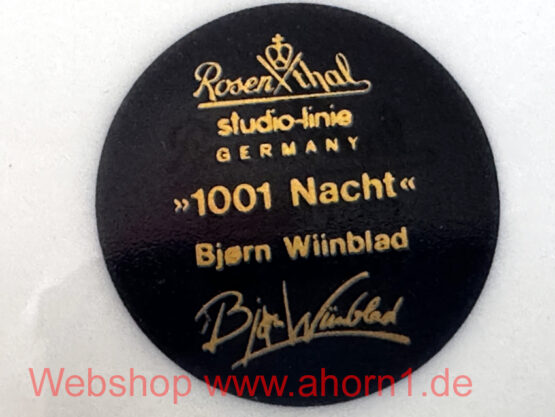 Rosenthal
studio-linie
GERMANY
»1001 Nacht«
Bjørn Wiinblad
Bjørn Wiinblad
Webshop www.ahorn1.de